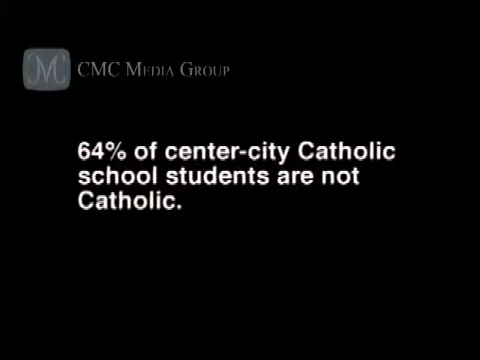 CMC MEDIA GROUP
64% of center-city Catholic
school students are not
Catholic.